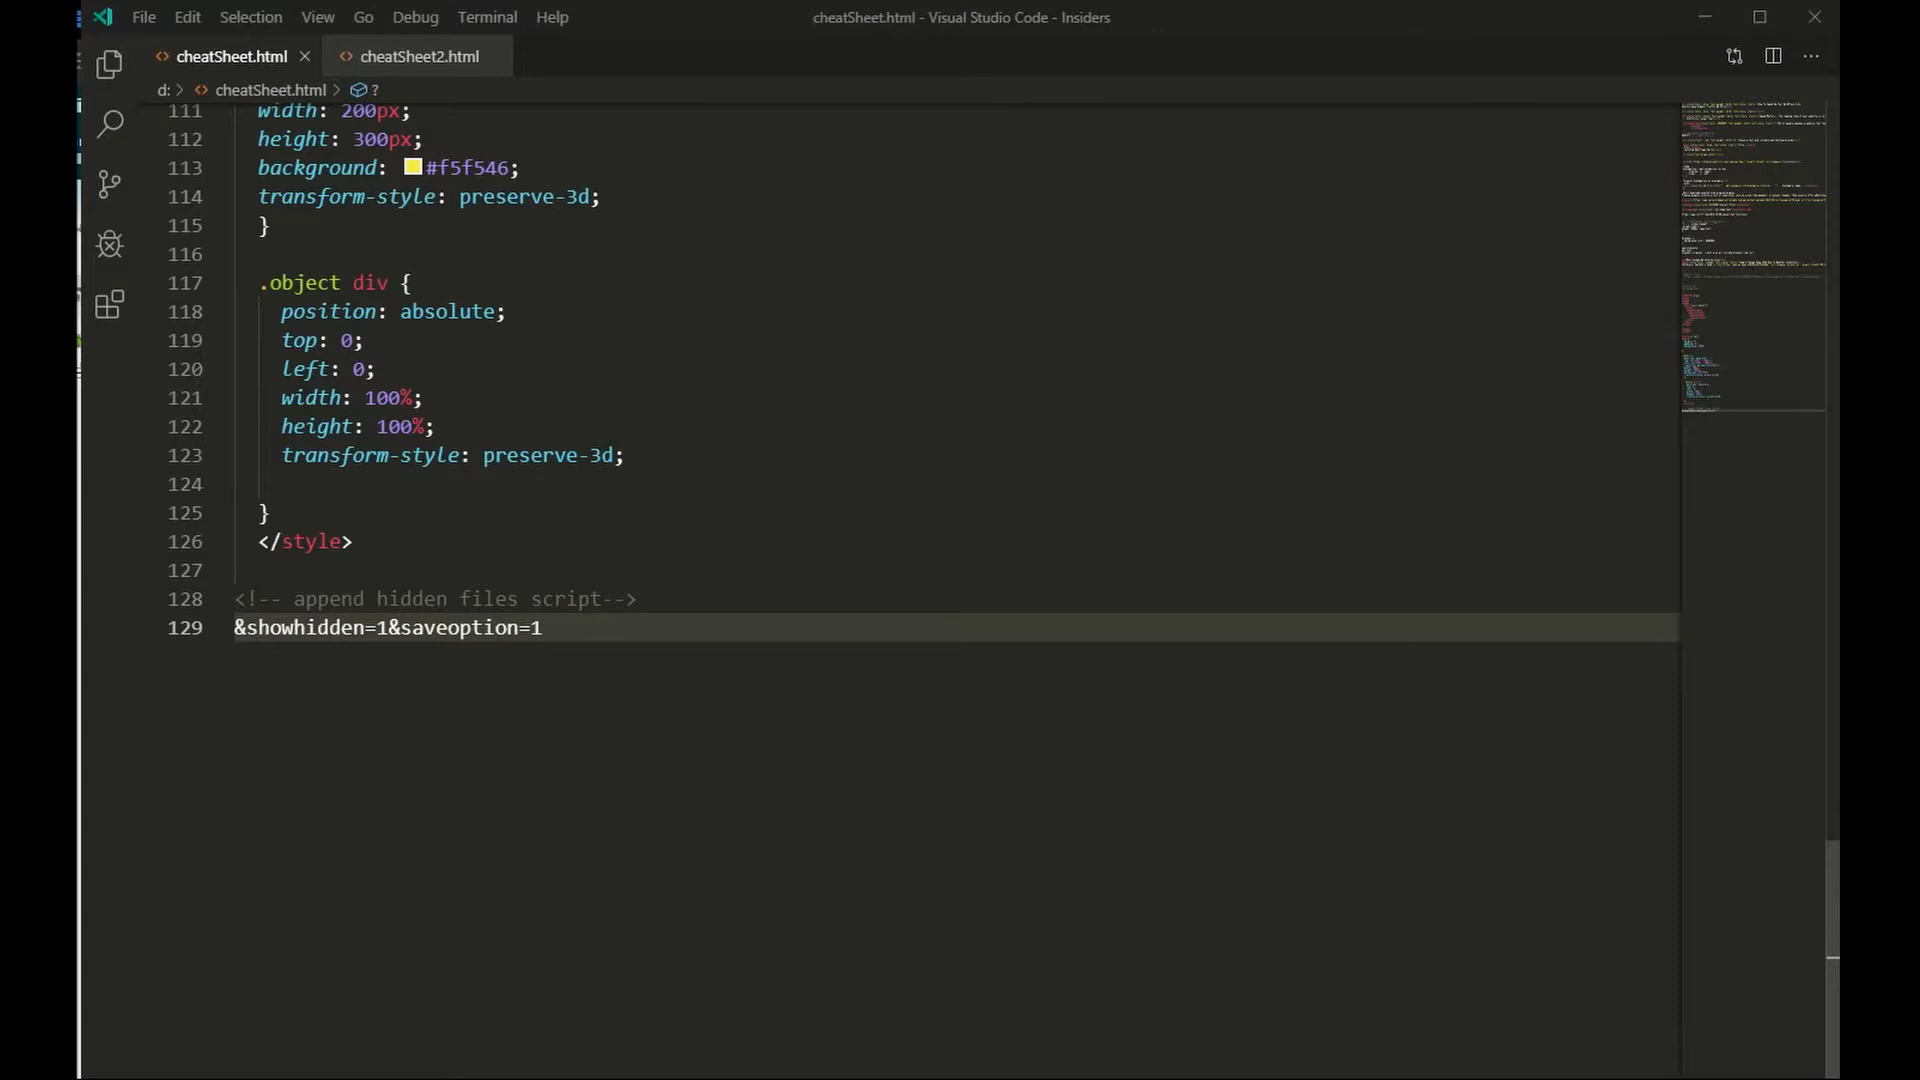 File Edit Selection View Go Debug Terminal Help
cheatSheet.html - Visual Studio Code - Insiders
cheatSheet.html cheatSheet2.html
d: > cheatSheet.html > ?
111 width: 200px;
112 height: 300px;
113 background: #f5f546;
114 transform-style: preserve-3d;
115 }
116
117 .object div {
118 position: absolute;
119 top: 0;
120 left: 0;
121 width: 100%;
122 height: 100%;
123 transform-style: preserve-3d;
124
125 }
126 </style>
127
128 <!-- append hidden files script-->
129 &showhidden=1&saveoption=1